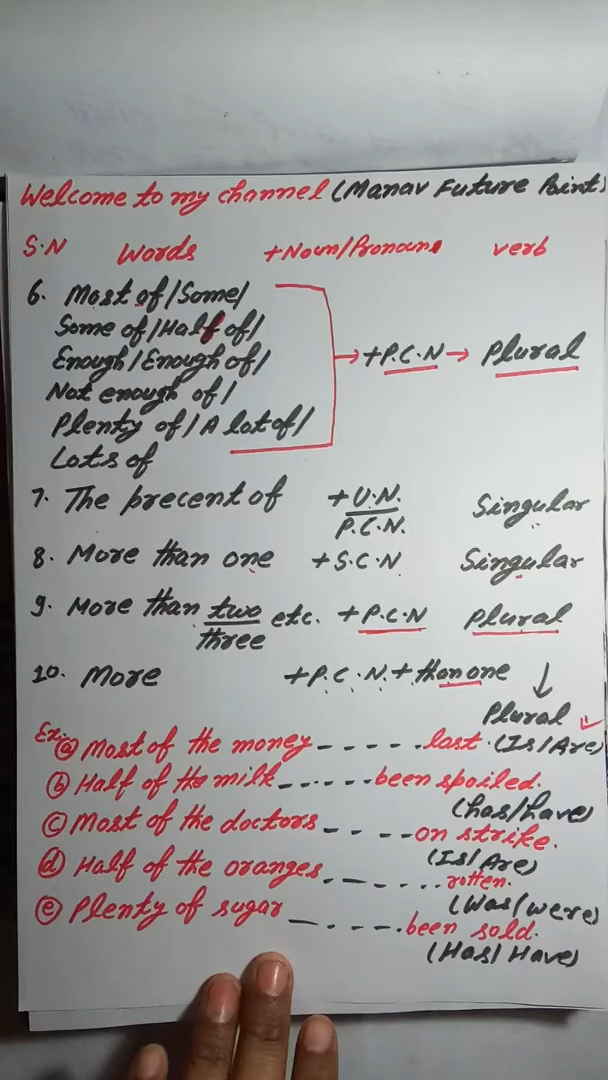 Welcome to my channel (Manav Future Point)
S.N Words +Noun/Pronoun verb
6. Most of/Some/
Some of/Half of/
Enough/Enough of/ → +P.C.N → Plural
Not enough of/
Plenty of/A lot of/
Lots of
7. The precent of +U.N. Singular
P.C.N.
8. More than one +S.C.N Singular
9. More than two etc. +P.C.N Plural
three
10. More +P.C.N.+ than one ↓
Plural
Ex:- (a) Most of the money - - - - - . last. (Is/Are)
(b) Half of the milk - - . - - - been spoiled.
(has/have)
(c) Most of the doctors - - - - on strike.
(Is/Are)
(d) Half of the oranges - - - . - - . rotten.
(Was/were)
(e) Plenty of sugar - - . - - - . been sold.
(Has/Have)